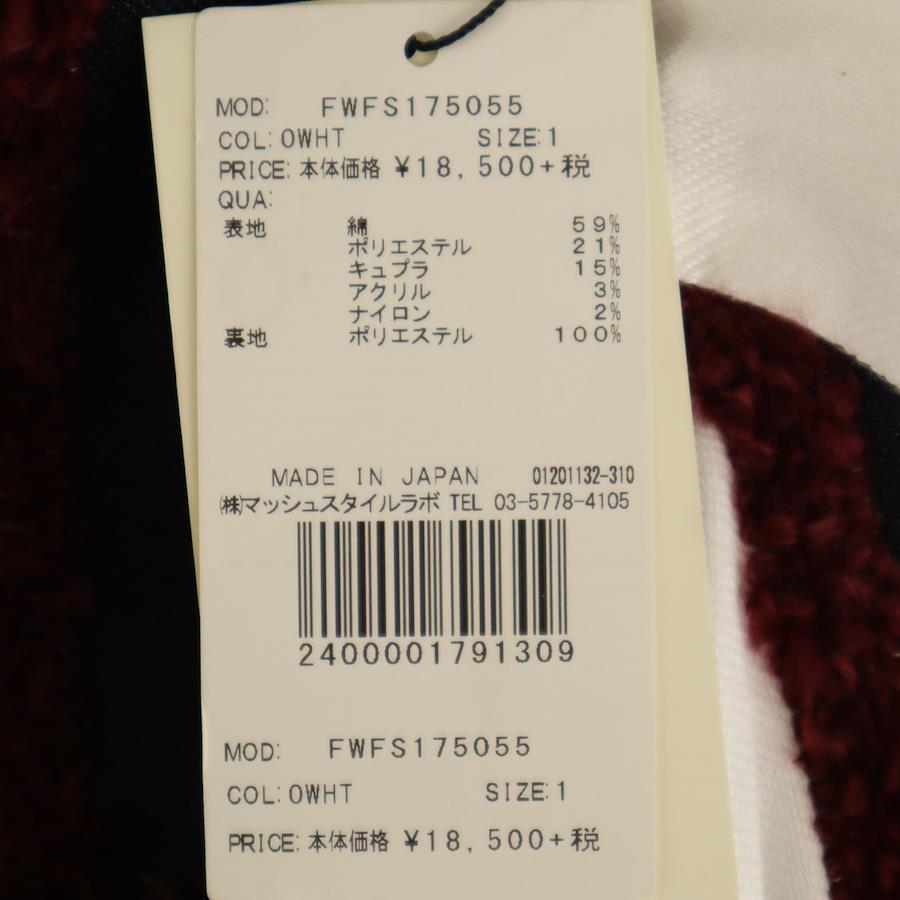 MOD: FWFS175055
COL:OWHT SIZE:1
PRICE:本体価格 ¥18,500+税
QUA:
表地 綿 59%
ポリエステル 21%
キュプラ 15%
アクリル 3%
ナイロン 2%
裏地 ポリエステル 100%
MADE IN JAPAN 01201132-310
㈱マッシュスタイルラボ TEL 03-5778-4105
2400001791309
MOD: FWFS175055
COL:OWHT SIZE:1
PRICE:本体価格 ¥18,500+税